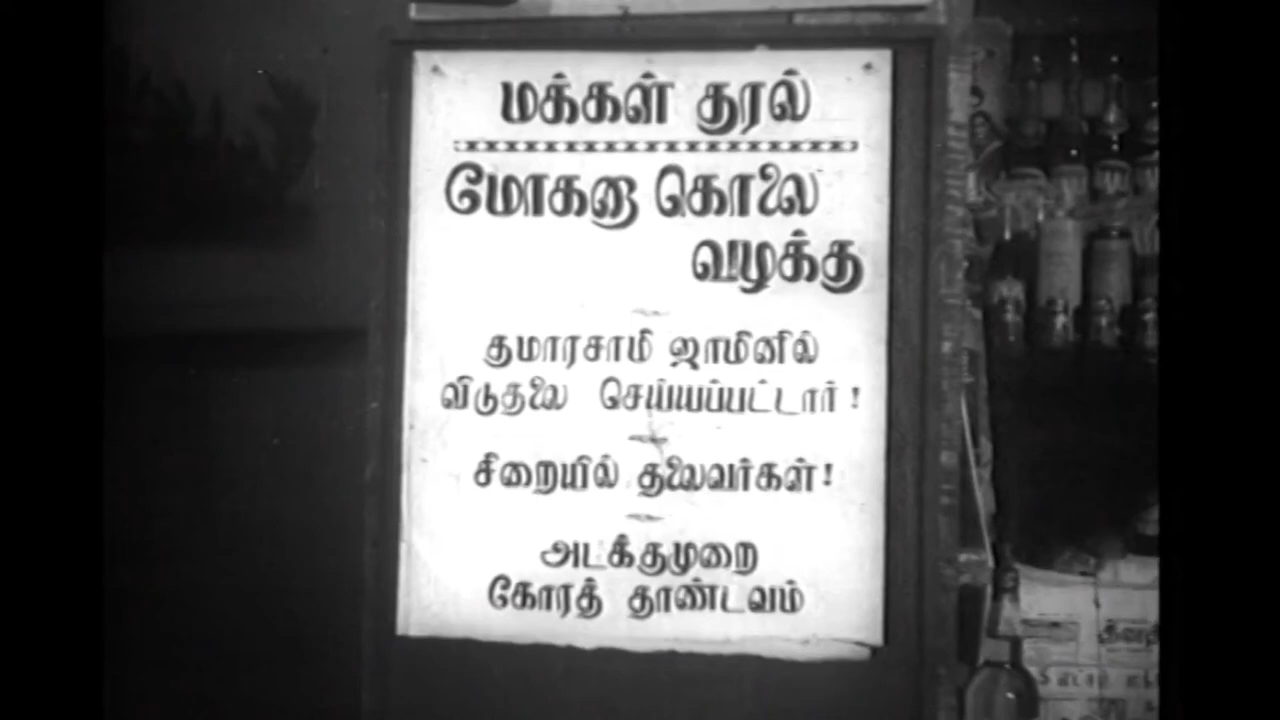 மக்கள் குரல்
மோகனா கொலை
வழக்கு
குமாரசாமி ஜாமினில்
விடுதலை செய்யப்பட்டார்!
சிறையில் தலைவர்கள்!
அடக்குமுறை
கோரத் தாண்டவம்